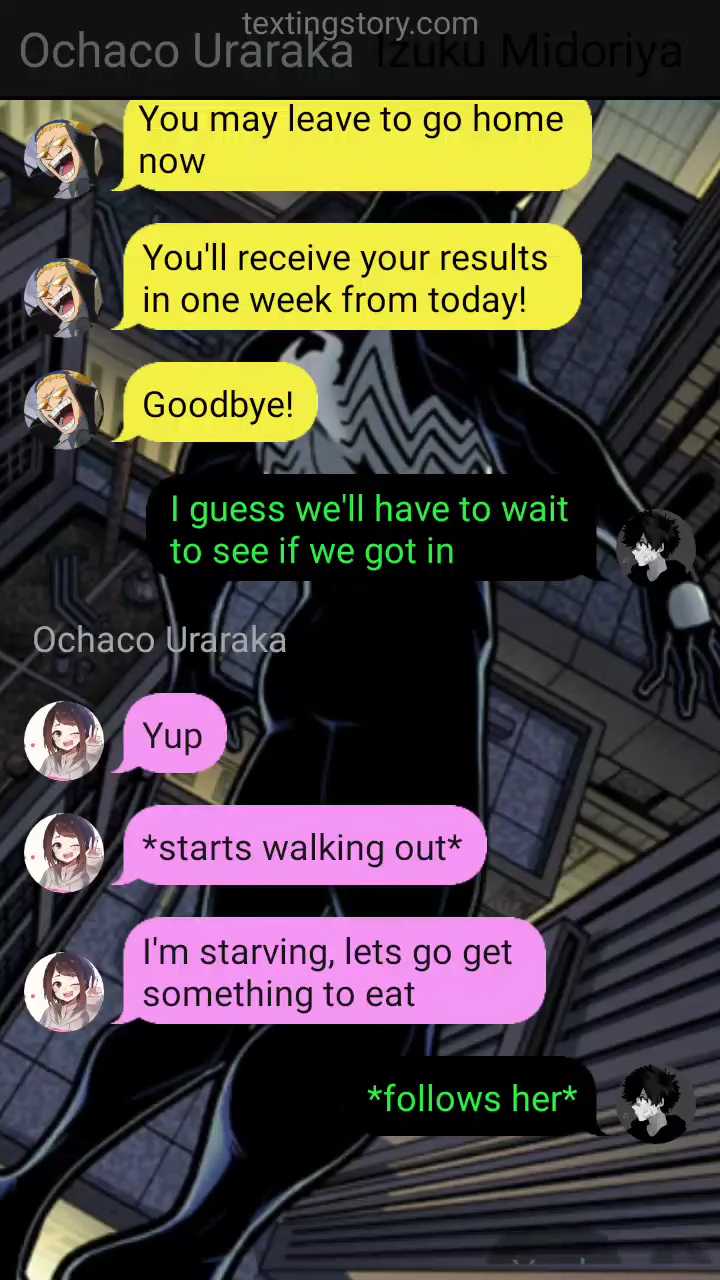 textingstory.com
Ochaco Uraraka Izuku Midoriya
You may leave to go home
now
You'll receive your results
in one week from today!
Goodbye!
I guess we'll have to wait
to see if we got in
Ochaco Uraraka
Yup
*starts walking out*
I'm starving, lets go get
something to eat
*follows her*